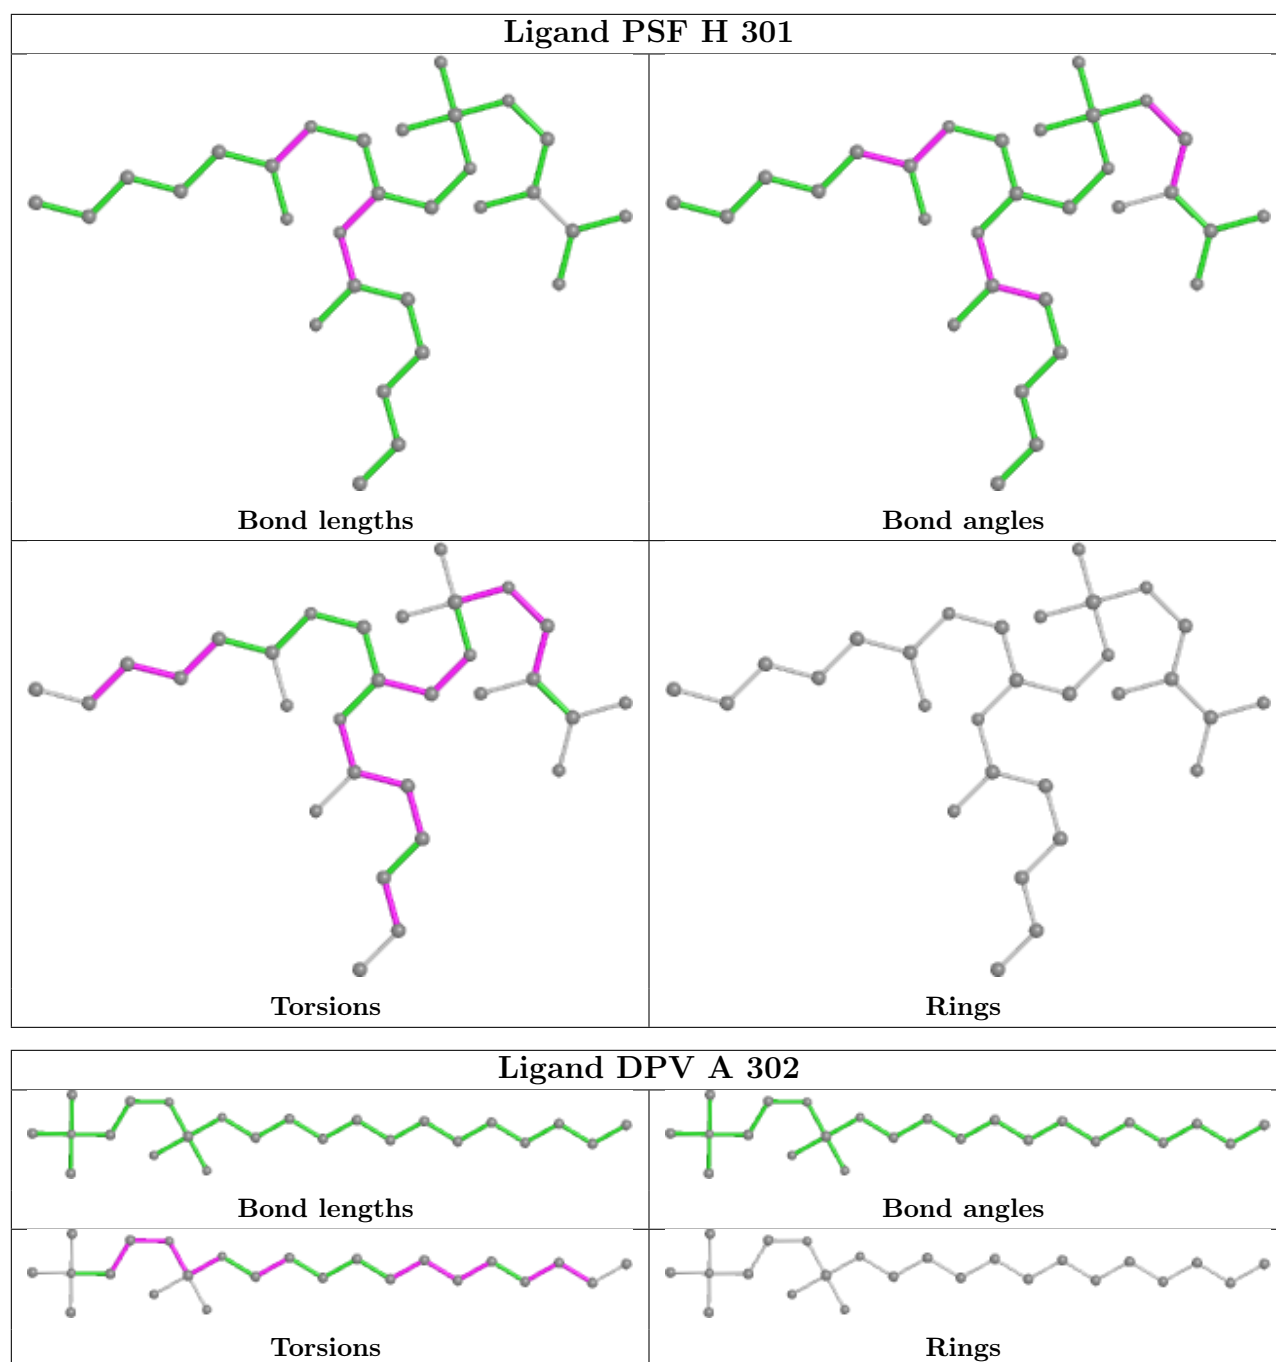 Ligand PSF H 301
Bond lengths
Bond angles
Torsions
Rings
Ligand DPV A 302
Bond lengths
Bond angles
Torsions
Rings